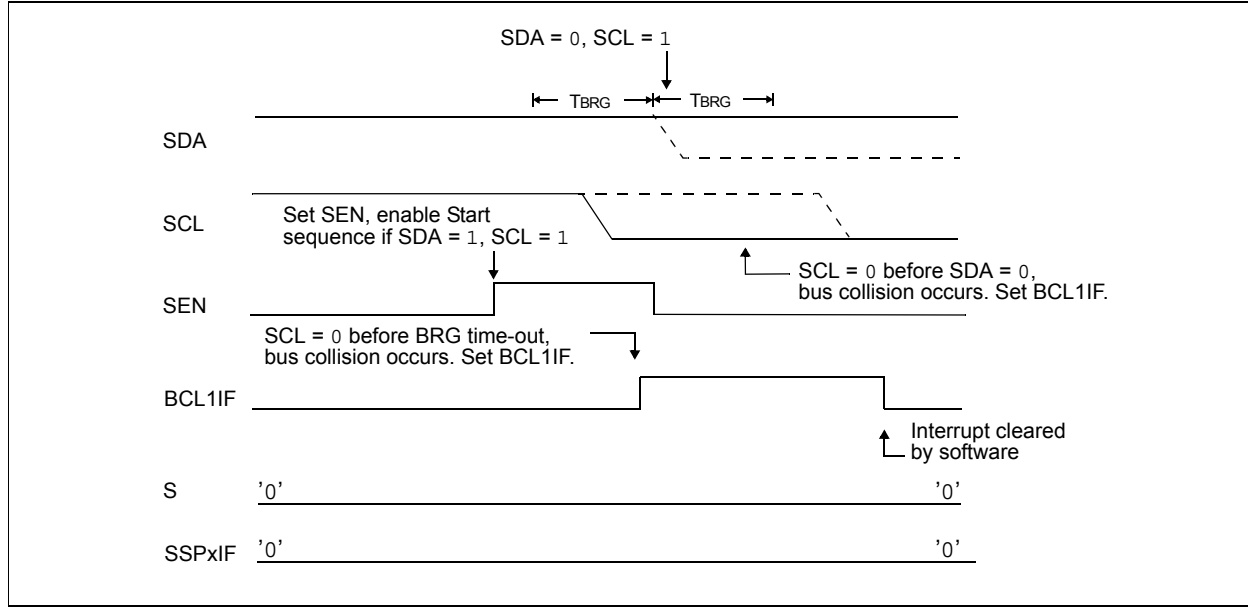 SDA = 0, SCL = 1
TBRG
TBRG
SDA
SCL
Set SEN, enable Start
sequence if SDA = 1, SCL = 1
SCL = 0 before SDA = 0,
bus collision occurs. Set BCL1IF.
SEN
SCL = 0 before BRG time-out,
bus collision occurs. Set BCL1IF.
BCL1IF
Interrupt cleared
by software
S
'0'
'0'
SSPxIF
'0'
'0'